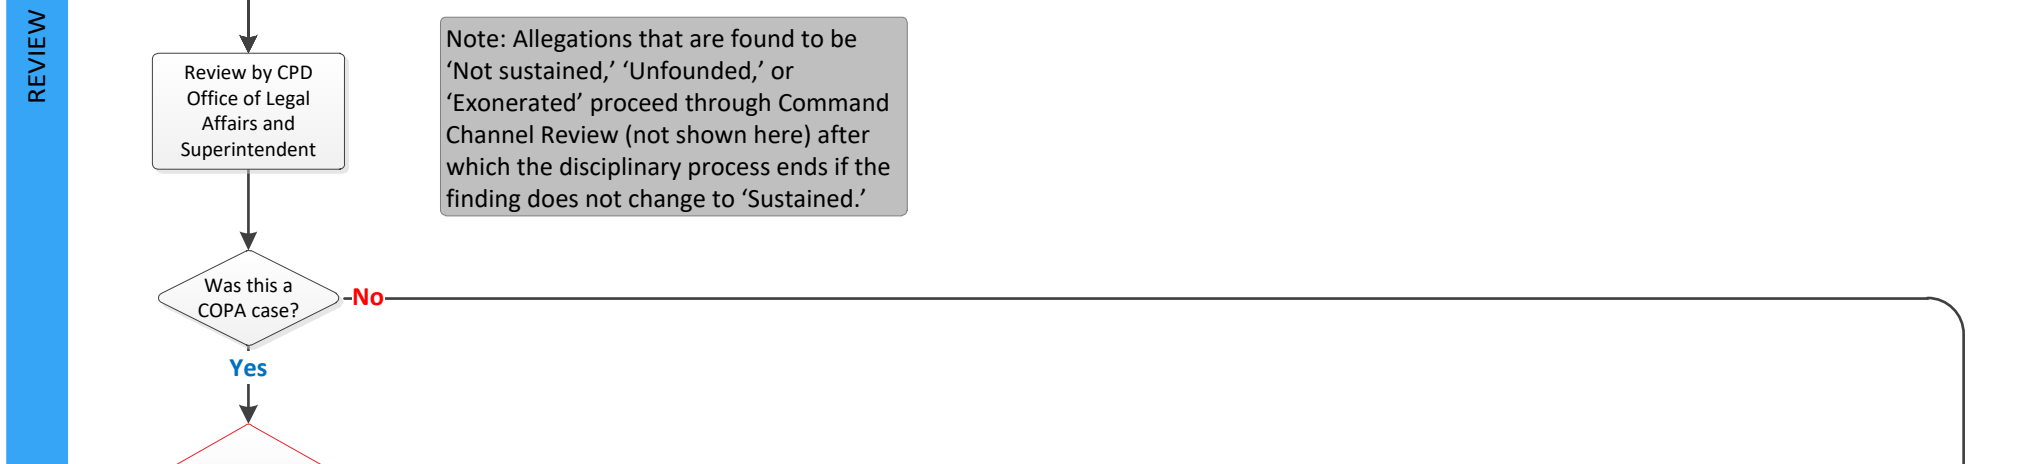 REVIEW
Review by CPD
Office of Legal
Affairs and
Superintendent
Note: Allegations that are found to be
‘Not sustained,’ ‘Unfounded,’ or
‘Exonerated’ proceed through Command
Channel Review (not shown here) after
which the disciplinary process ends if the
finding does not change to ‘Sustained.’
Was this a
COPA case?
No
Yes